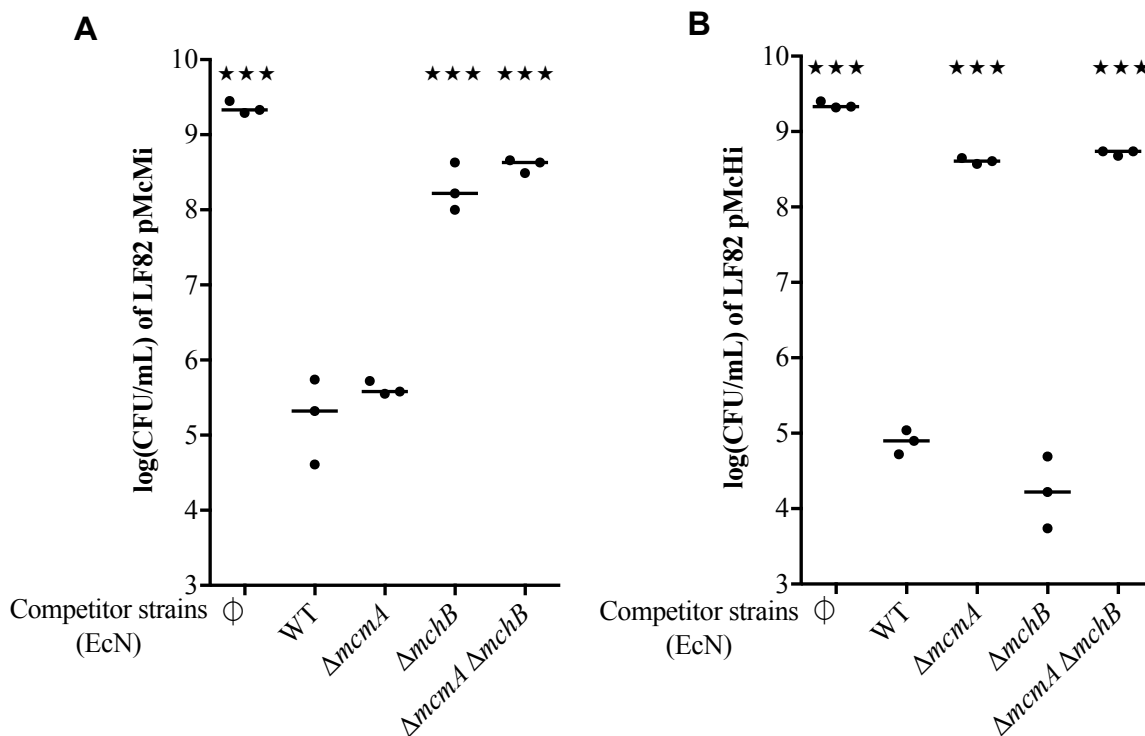 A
log(CFU/mL) of LF82 pMcMi
10
9
8
7
6
5
4
3
★★★
★★★
★★★
Competitor strains
(EcN)
Φ
WT
ΔmcmA
ΔmchB
ΔmcmA ΔmchB
B
log(CFU/mL) of LF82 pMcHi
10
9
8
7
6
5
4
3
★★★
★★★
★★★
Competitor strains
(EcN)
Φ
WT
ΔmcmA
ΔmchB
ΔmcmA ΔmchB